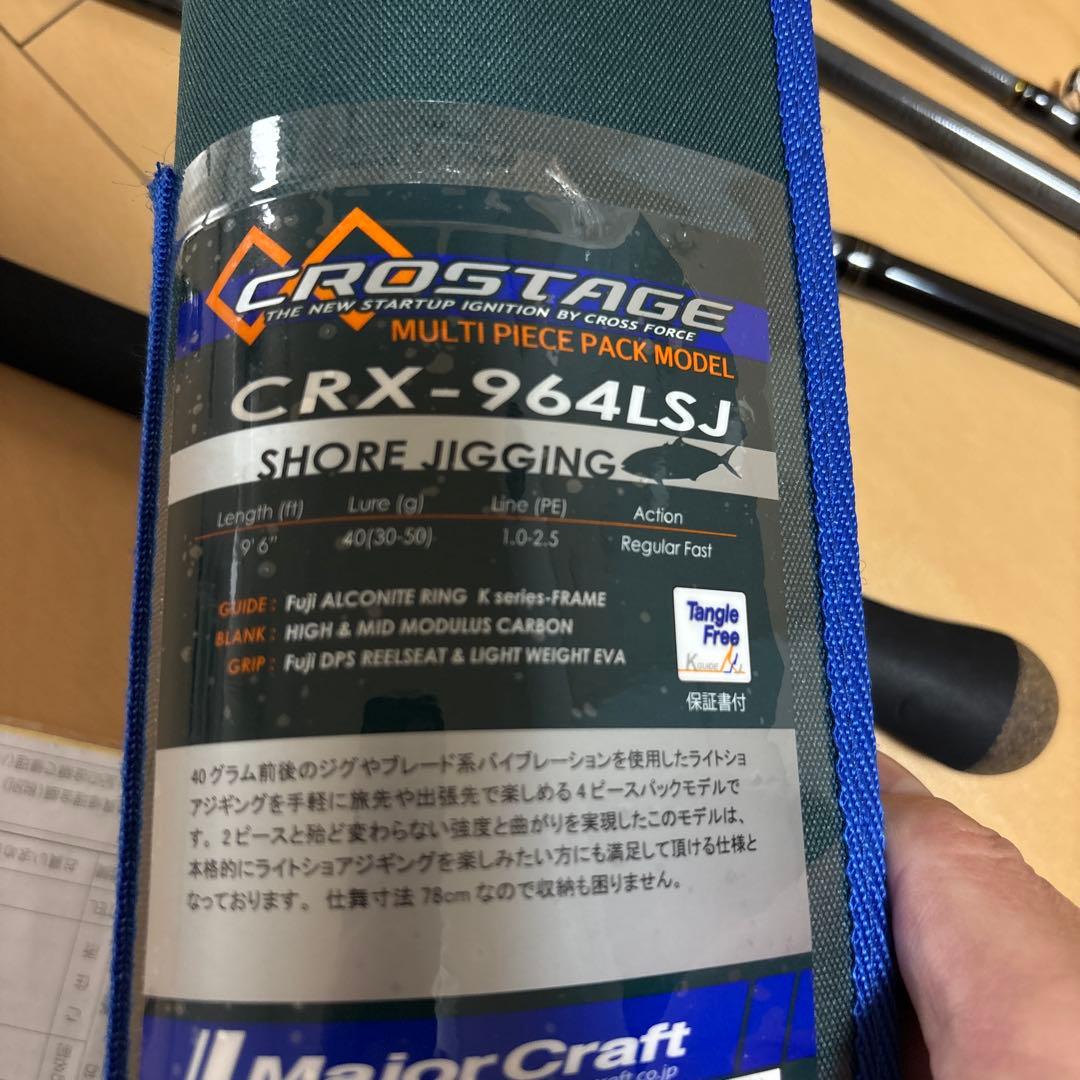 CROSTAGE
THE NEW STARTUP IGNITION BY CROSS FORCE
MULTI PIECE PACK MODEL
CRX-964LSJ
SHORE JIGGING
Length (ft) Lure (g) Line (PE) Action
9'6" 40(30-50) 1.0-2.5 Regular Fast
GUIDE : Fuji ALCONITE RING K series-FRAME
BLANK : HIGH & MID MODULUS CARBON
GRIP : Fuji DPS REELSEAT & LIGHT WEIGHT EVA
Tangle
Free
K GUIDE
保証書付
40グラム前後のジグやブレード系バイブレーションを使用したライトショ
アジギングを手軽に旅先や出張先で楽しめる4ピースパックモデルで
す。2ピースと殆ど変わらない強度と曲がりを実現したこのモデルは、
本格的にライトショアジギングを楽しみたい方にも満足して頂ける仕様と
なっております。 仕舞寸法 78cmなので収納も困りません。
Major Craft